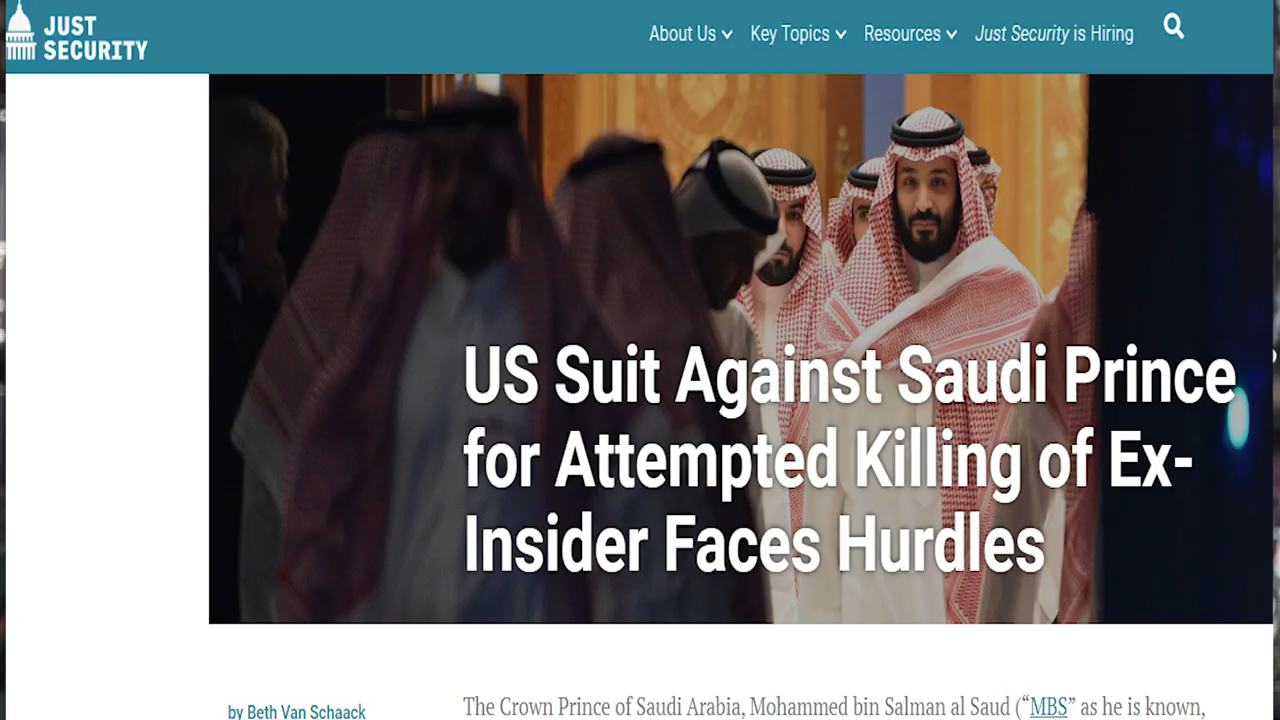 JUST
SECURITY
About Us Key Topics Resources Just Security is Hiring
US Suit Against Saudi Prince
for Attempted Killing of Ex-
Insider Faces Hurdles
by Beth Van Schaack
The Crown Prince of Saudi Arabia, Mohammed bin Salman al Saud (“MBS” as he is known,